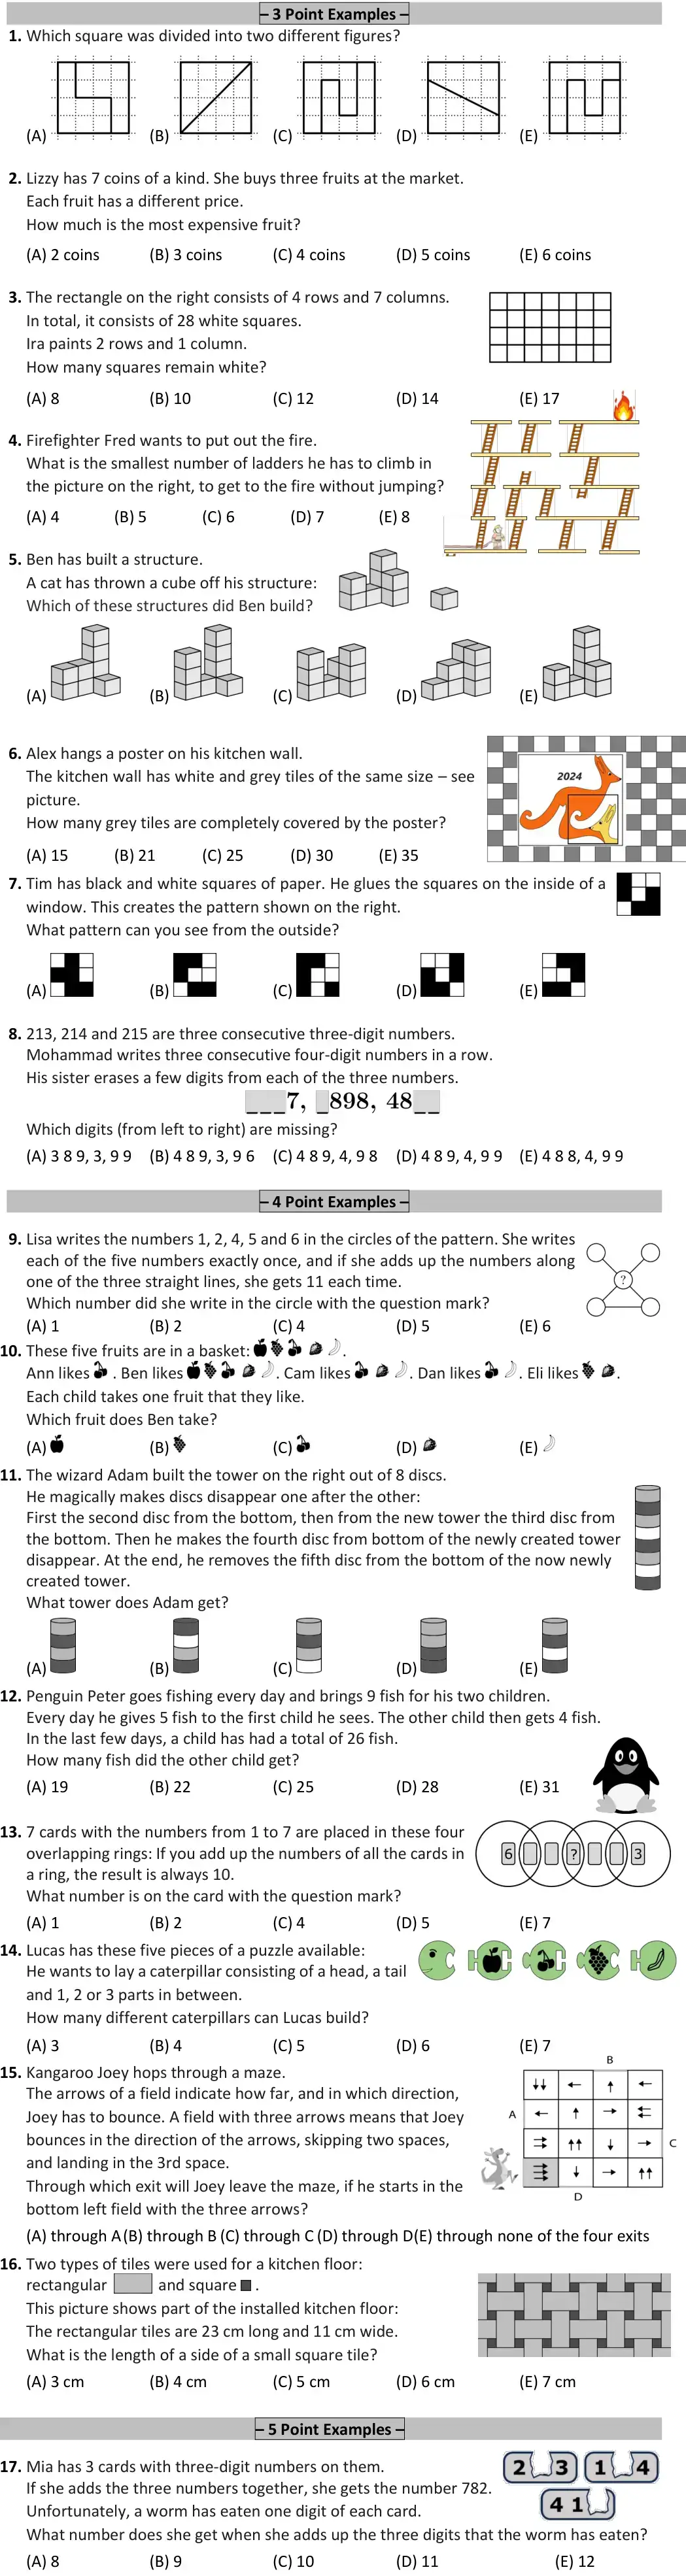 – 3 Point Examples –
1. Which square was divided into two different figures?
(A) (B) (C) (D) (E)
2. Lizzy has 7 coins of a kind. She buys three fruits at the market.
Each fruit has a different price.
How much is the most expensive fruit?
(A) 2 coins (B) 3 coins (C) 4 coins (D) 5 coins (E) 6 coins
3. The rectangle on the right consists of 4 rows and 7 columns.
In total, it consists of 28 white squares.
Ira paints 2 rows and 1 column.
How many squares remain white?
(A) 8 (B) 10 (C) 12 (D) 14 (E) 17
4. Firefighter Fred wants to put out the fire.
What is the smallest number of ladders he has to climb in
the picture on the right, to get to the fire without jumping?
(A) 4 (B) 5 (C) 6 (D) 7 (E) 8
5. Ben has built a structure.
A cat has thrown a cube off his structure:
Which of these structures did Ben build?
(A) (B) (C) (D) (E)
6. Alex hangs a poster on his kitchen wall.
The kitchen wall has white and grey tiles of the same size – see
picture.
How many grey tiles are completely covered by the poster?
2024
(A) 15 (B) 21 (C) 25 (D) 30 (E) 35
7. Tim has black and white squares of paper. He glues the squares on the inside of a
window. This creates the pattern shown on the right.
What pattern can you see from the outside?
(A) (B) (C) (D) (E)
8. 213, 214 and 215 are three consecutive three-digit numbers.
Mohammad writes three consecutive four-digit numbers in a row.
His sister erases a few digits from each of the three numbers.
_ _ _7, _898, 48_ _
Which digits (from left to right) are missing?
(A) 3 8 9, 3, 9 9 (B) 4 8 9, 3, 9 6 (C) 4 8 9, 4, 9 8 (D) 4 8 9, 4, 9 9 (E) 4 8 8, 4, 9 9
– 4 Point Examples –
9. Lisa writes the numbers 1, 2, 4, 5 and 6 in the circles of the pattern. She writes
each of the five numbers exactly once, and if she adds up the numbers along
one of the three straight lines, she gets 11 each time.
Which number did she write in the circle with the question mark?
?
(A) 1 (B) 2 (C) 4 (D) 5 (E) 6
10. These five fruits are in a basket: .
Ann likes . Ben likes . Cam likes . Dan likes . Eli likes .
Each child takes one fruit that they like.
Which fruit does Ben take?
(A) (B) (C) (D) (E)
11. The wizard Adam built the tower on the right out of 8 discs.
He magically makes discs disappear one after the other:
First the second disc from the bottom, then from the new tower the third disc from
the bottom. Then he makes the fourth disc from bottom of the newly created tower
disappear. At the end, he removes the fifth disc from the bottom of the now newly
created tower.
What tower does Adam get?
(A) (B) (C) (D) (E)
12. Penguin Peter goes fishing every day and brings 9 fish for his two children.
Every day he gives 5 fish to the first child he sees. The other child then gets 4 fish.
In the last few days, a child has had a total of 26 fish.
How many fish did the other child get?
(A) 19 (B) 22 (C) 25 (D) 28 (E) 31
13. 7 cards with the numbers from 1 to 7 are placed in these four
overlapping rings: If you add up the numbers of all the cards in
a ring, the result is always 10.
What number is on the card with the question mark?
6 ? 3
(A) 1 (B) 2 (C) 4 (D) 5 (E) 7
14. Lucas has these five pieces of a puzzle available:
He wants to lay a caterpillar consisting of a head, a tail
and 1, 2 or 3 parts in between.
How many different caterpillars can Lucas build?
(A) 3 (B) 4 (C) 5 (D) 6 (E) 7
15. Kangaroo Joey hops through a maze.
The arrows of a field indicate how far, and in which direction,
Joey has to bounce. A field with three arrows means that Joey
bounces in the direction of the arrows, skipping two spaces,
and landing in the 3rd space.
Through which exit will Joey leave the maze, if he starts in the
bottom left field with the three arrows?
B
↓↓ ← ↑ ←
A ← ↑ → ⇇
⇉ ↑↑ ↓ → C
⇶ ↓ → ↑↑
D
(A) through A (B) through B (C) through C (D) through D (E) through none of the four exits
16. Two types of tiles were used for a kitchen floor:
rectangular and square .
This picture shows part of the installed kitchen floor:
The rectangular tiles are 23 cm long and 11 cm wide.
What is the length of a side of a small square tile?
(A) 3 cm (B) 4 cm (C) 5 cm (D) 6 cm (E) 7 cm
– 5 Point Examples –
17. Mia has 3 cards with three-digit numbers on them.
If she adds the three numbers together, she gets the number 782.
Unfortunately, a worm has eaten one digit of each card.
What number does she get when she adds up the three digits that the worm has eaten?
2 3 1 4
4 1
(A) 8 (B) 9 (C) 10 (D) 11 (E) 12